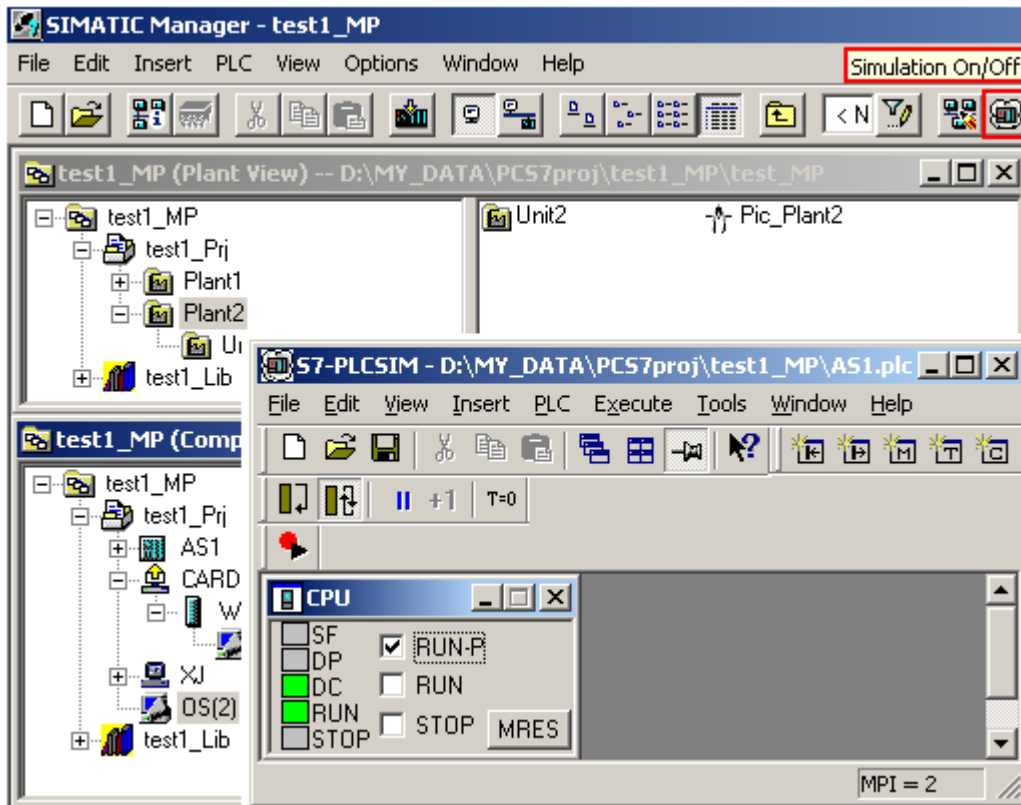 SIMATIC Manager - test1_MP
File Edit Insert PLC View Options Window Help
Simulation On/Off
< N
test1_MP (Plant View) -- D:\MY_DATA\PCS7proj\test1_MP\test_MP
test1_MP
test1_Prj
Plant1
Plant2
test1_Lib
Unit2
Pic_Plant2
S7-PLCSIM - D:\MY_DATA\PCS7proj\test1_MP\AS1.plc
File Edit View Insert PLC Execute Tools Window Help
M T C
+1 T=0
test1_MP (Comp
test1_MP
test1_Prj
AS1
CARD
W
XJ
OS(2)
test1_Lib
CPU
SF
DP
DC
RUN
STOP
RUN-P
RUN
STOP
MRES
MPI = 2